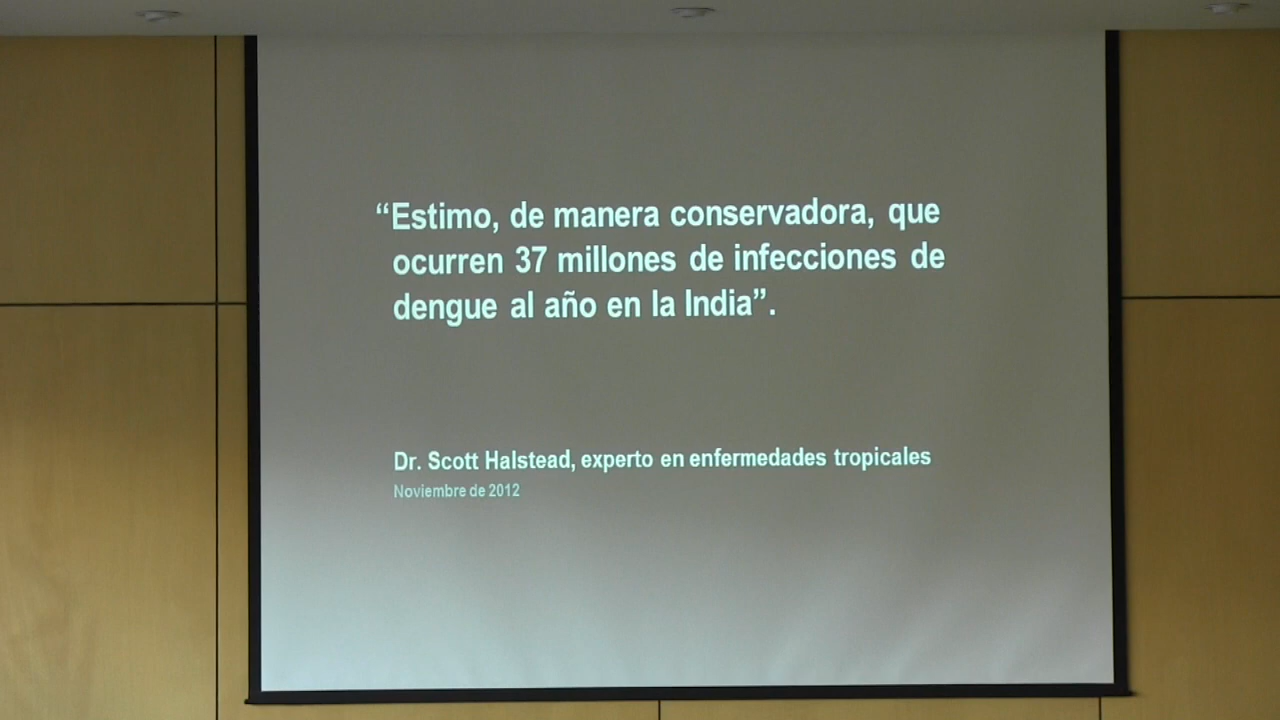 “Estimo, de manera conservadora, que
ocurren 37 millones de infecciones de
dengue al año en la India”.
Dr. Scott Halstead, experto en enfermedades tropicales
Noviembre de 2012